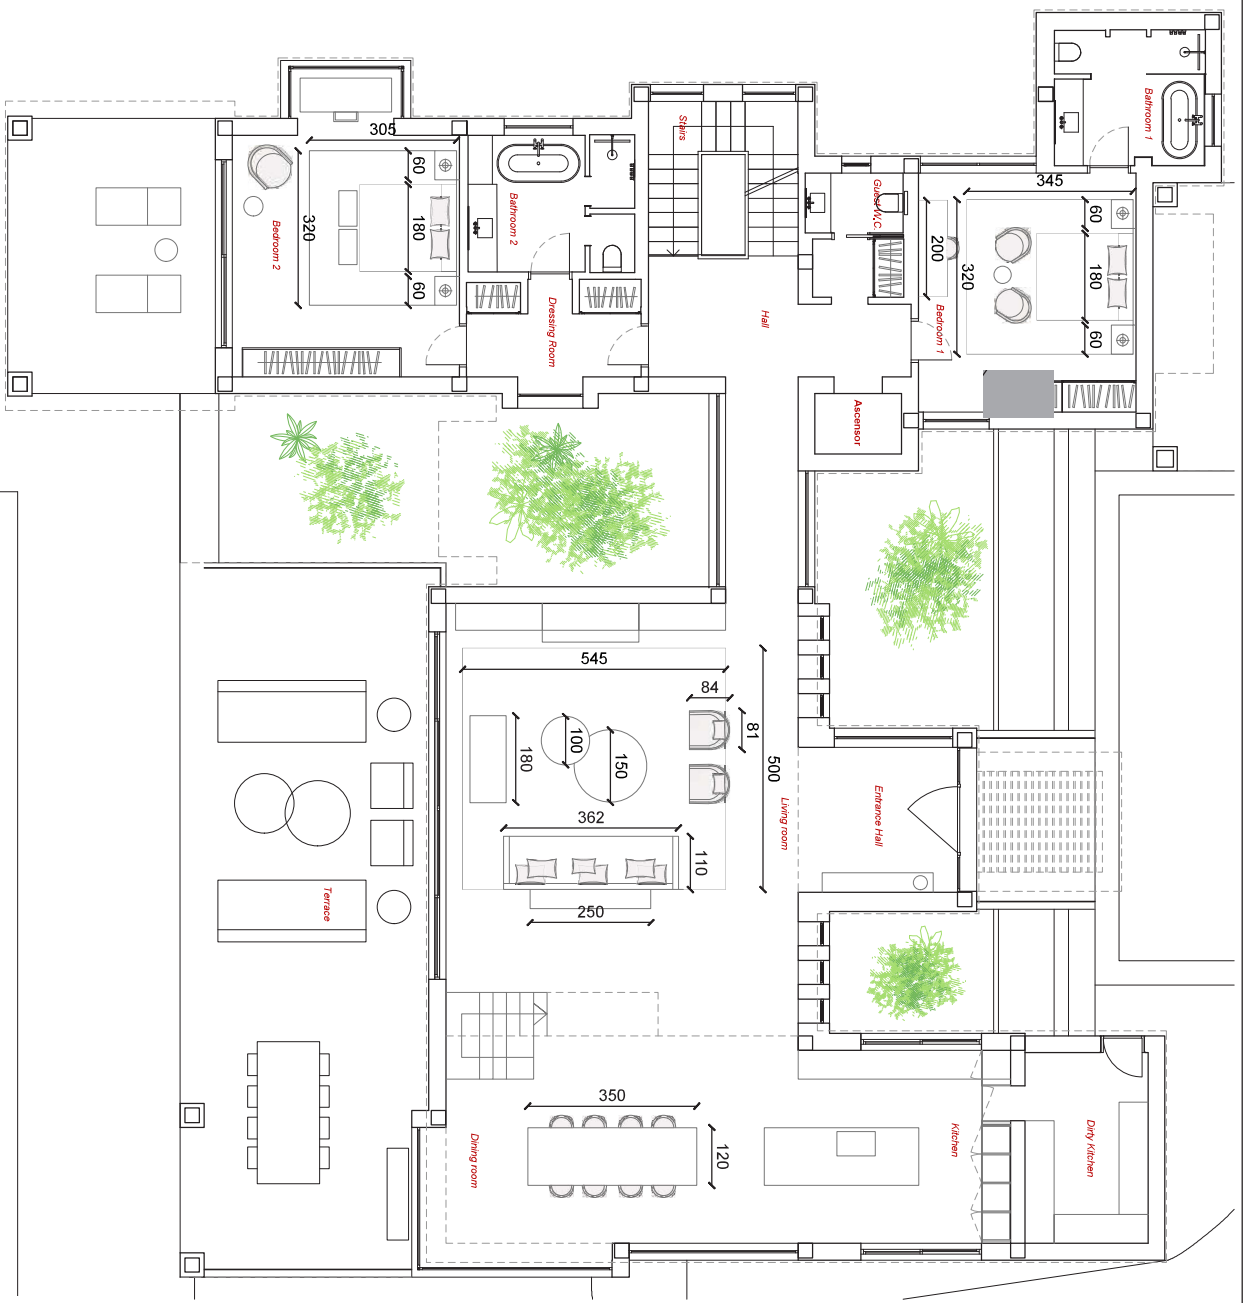 Bathroom 1
Stairs
305
60
345
Guest W.C.
60
Bathroom 2
Bedroom 2
320
180
200
320
180
60
Dressing Room
Hall
Bedroom 1
60
Ascensor
545
84
81
100
150
180
500
Living room
Entrance Hall
362
110
Terrace
250
350
120
Dining room
Kitchen
Dirty Kitchen